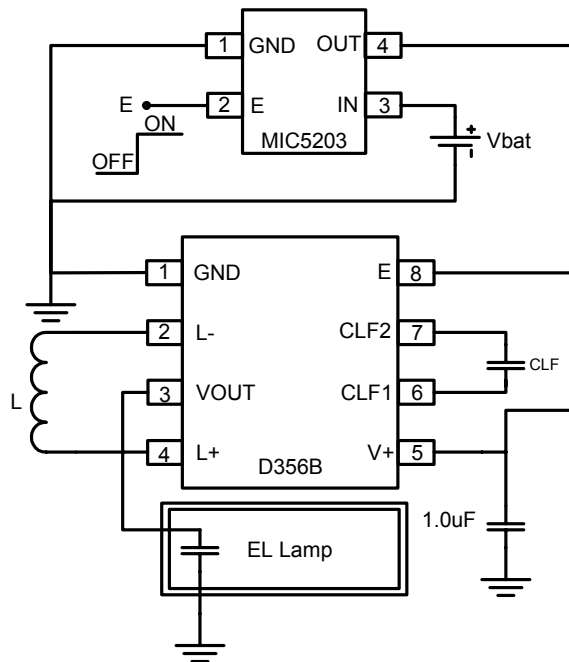 1 GND OUT 4
E 2 E IN 3
ON
OFF
MIC5203
+
-
Vbat
1 GND E 8
2 L- CLF2 7
CLF
L 3 VOUT CLF1 6
4 L+ V+ 5
D356B
1.0uF
EL Lamp